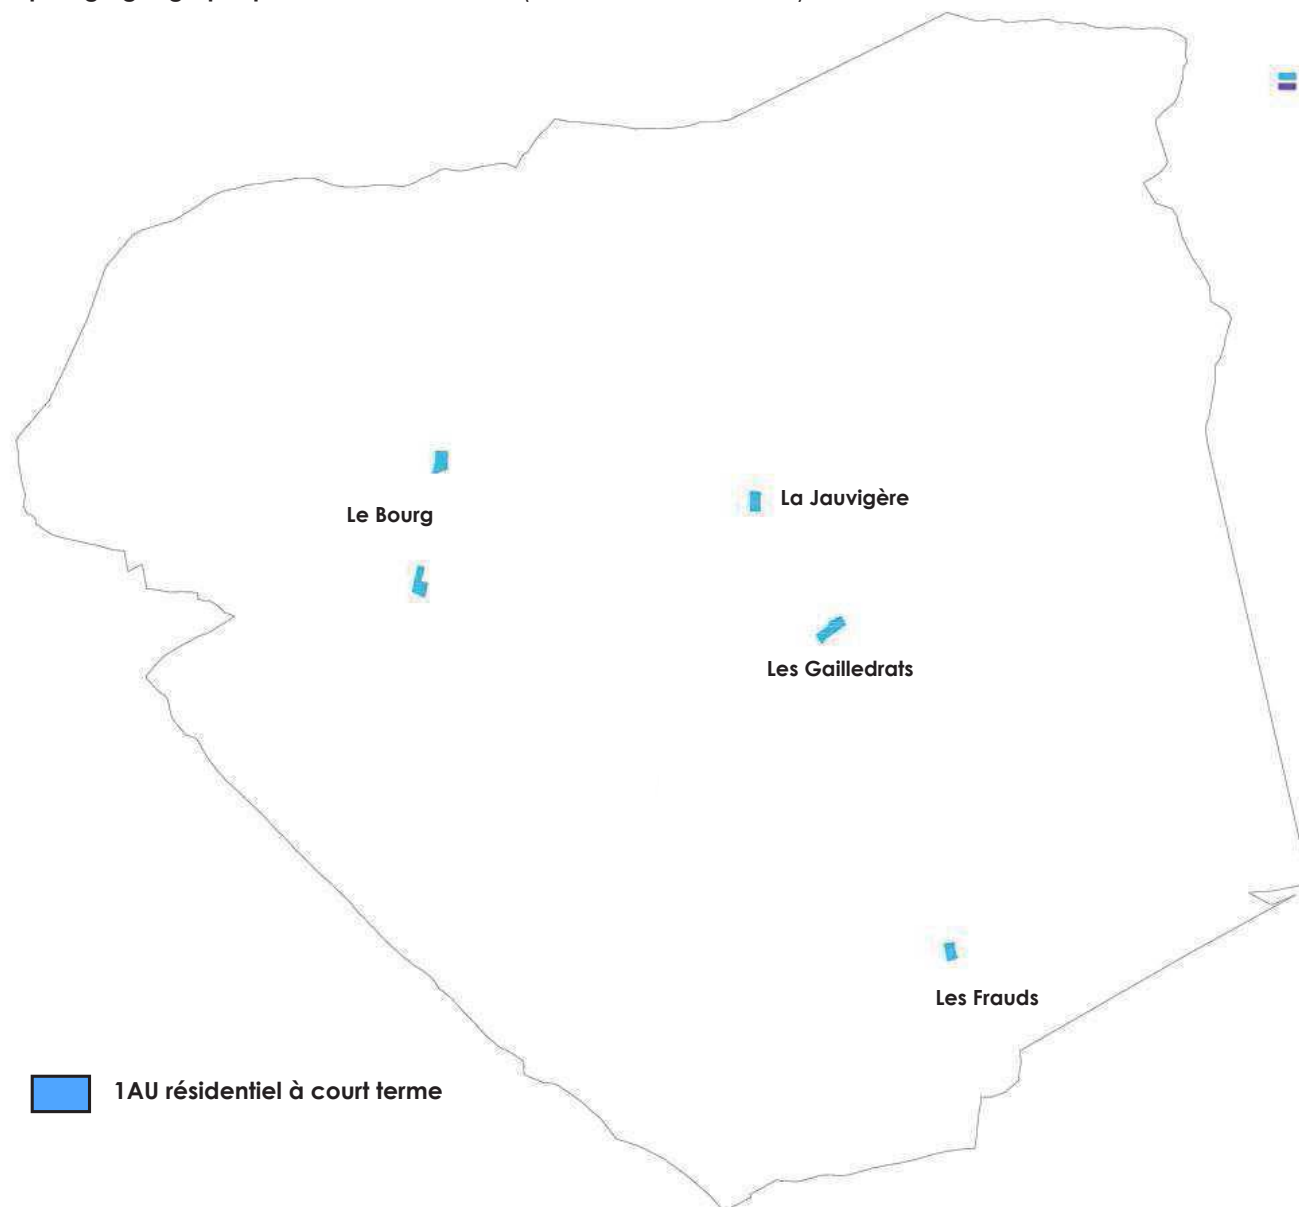 La Jauvigère
Le Bourg
Les Gailledrats
Les Frauds
1AU résidentiel à court terme